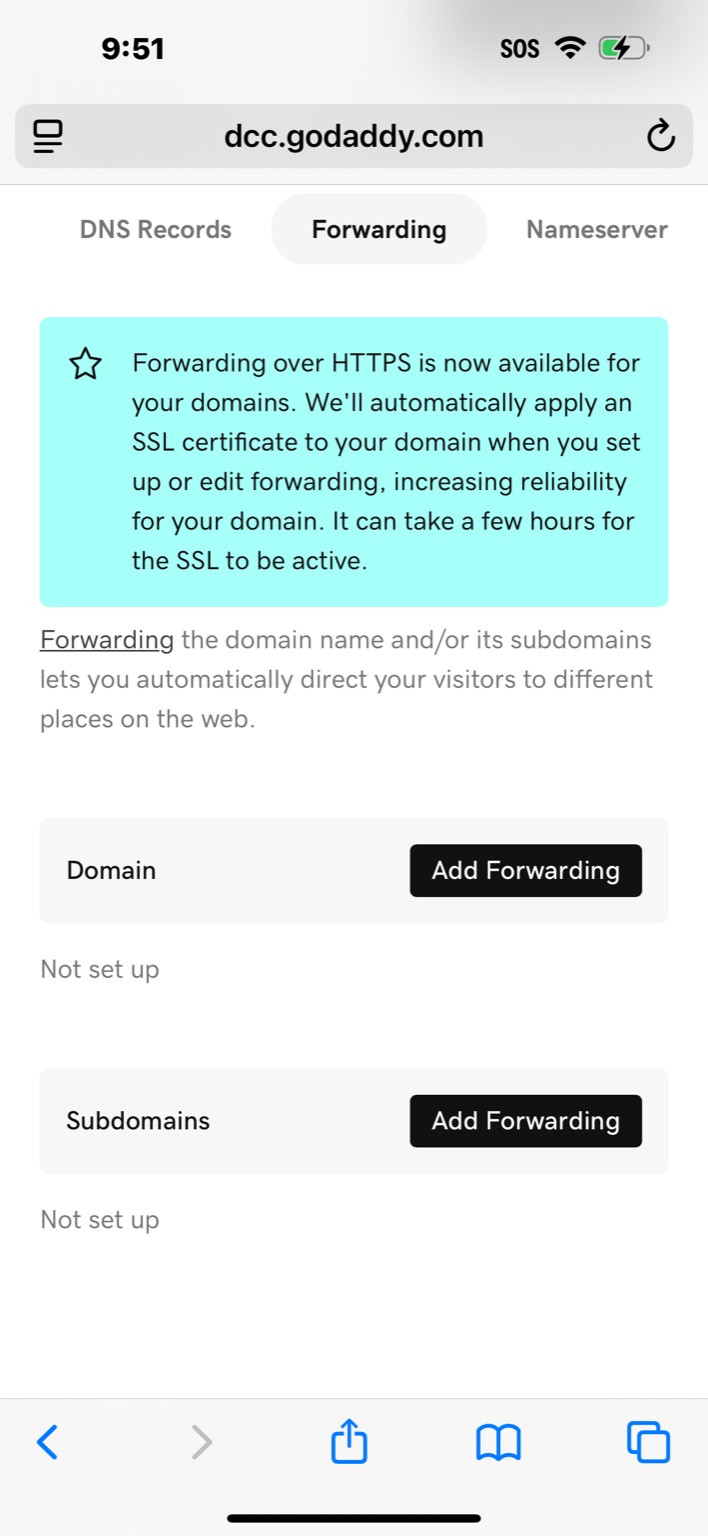 9:51 SOS
dcc.godaddy.com
DNS Records Forwarding Nameserver
Forwarding over HTTPS is now available for
your domains. We'll automatically apply an
SSL certificate to your domain when you set
up or edit forwarding, increasing reliability
for your domain. It can take a few hours for
the SSL to be active.
Forwarding the domain name and/or its subdomains
lets you automatically direct your visitors to different
places on the web.
Domain Add Forwarding
Not set up
Subdomains Add Forwarding
Not set up